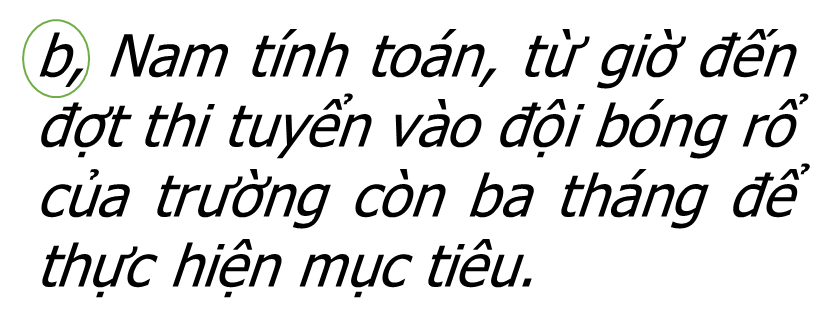 b, Nam tính toán, từ giờ đến
đợt thi tuyển vào đội bóng rổ
của trường còn ba tháng để
thực hiện mục tiêu.